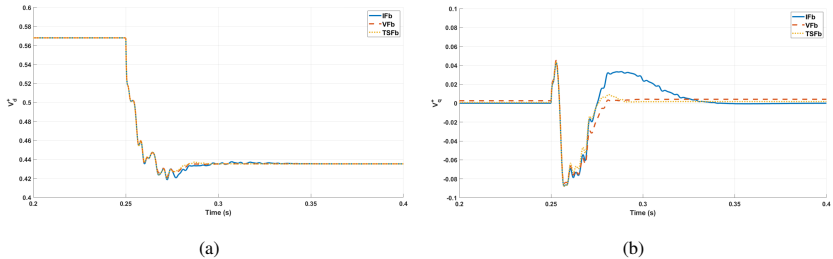 0.6
0.58
0.56
0.54
0.52
0.5
0.48
0.46
0.44
0.42
0.4
0.2
0.25
0.3
0.35
0.4
V+d
Time (s)
IFb
VFb
TSFb
(a)
0.1
0.08
0.06
0.04
0.02
0
-0.02
-0.04
-0.06
-0.08
-0.1
0.2
0.25
0.3
0.35
0.4
V+q
Time (s)
IFb
VFb
TSFb
(b)